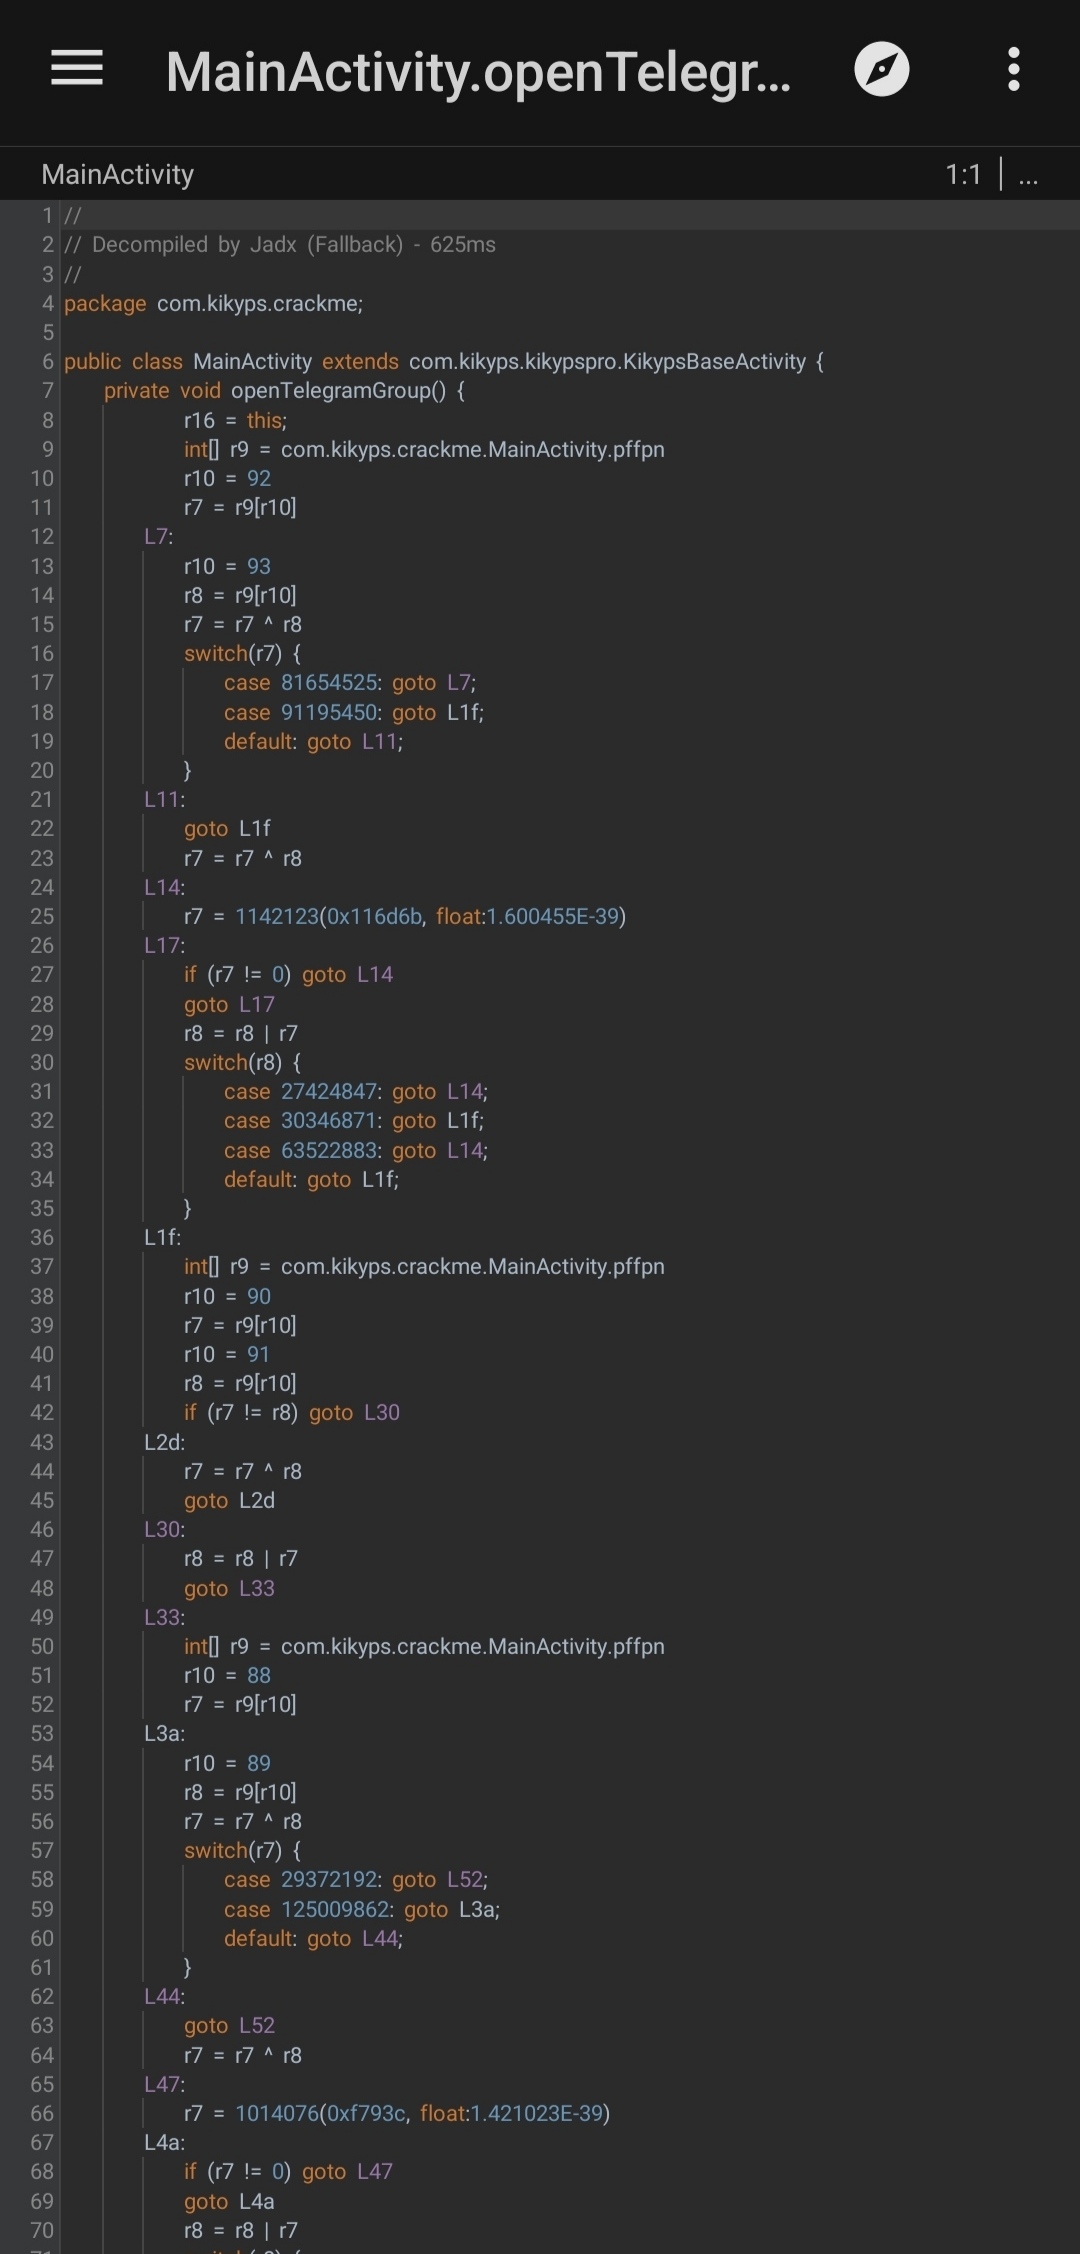 MainActivity.openTelegr...
MainActivity 1:1 | ...
1 //
2 // Decompiled by Jadx (Fallback) - 625ms
3 //
4 package com.kikyps.crackme;
5
6 public class MainActivity extends com.kikyps.kikypspro.KikypsBaseActivity {
7 private void openTelegramGroup() {
8 r16 = this;
9 int[] r9 = com.kikyps.crackme.MainActivity.pffpn
10 r10 = 92
11 r7 = r9[r10]
12 L7:
13 r10 = 93
14 r8 = r9[r10]
15 r7 = r7 ^ r8
16 switch(r7) {
17 case 81654525: goto L7;
18 case 91195450: goto L1f;
19 default: goto L11;
20 }
21 L11:
22 goto L1f
23 r7 = r7 ^ r8
24 L14:
25 r7 = 1142123(0x116d6b, float:1.600455E-39)
26 L17:
27 if (r7 != 0) goto L14
28 goto L17
29 r8 = r8 | r7
30 switch(r8) {
31 case 27424847: goto L14;
32 case 30346871: goto L1f;
33 case 63522883: goto L14;
34 default: goto L1f;
35 }
36 L1f:
37 int[] r9 = com.kikyps.crackme.MainActivity.pffpn
38 r10 = 90
39 r7 = r9[r10]
40 r10 = 91
41 r8 = r9[r10]
42 if (r7 != r8) goto L30
43 L2d:
44 r7 = r7 ^ r8
45 goto L2d
46 L30:
47 r8 = r8 | r7
48 goto L33
49 L33:
50 int[] r9 = com.kikyps.crackme.MainActivity.pffpn
51 r10 = 88
52 r7 = r9[r10]
53 L3a:
54 r10 = 89
55 r8 = r9[r10]
56 r7 = r7 ^ r8
57 switch(r7) {
58 case 29372192: goto L52;
59 case 125009862: goto L3a;
60 default: goto L44;
61 }
62 L44:
63 goto L52
64 r7 = r7 ^ r8
65 L47:
66 r7 = 1014076(0xf793c, float:1.421023E-39)
67 L4a:
68 if (r7 != 0) goto L47
69 goto L4a
70 r8 = r8 | r7